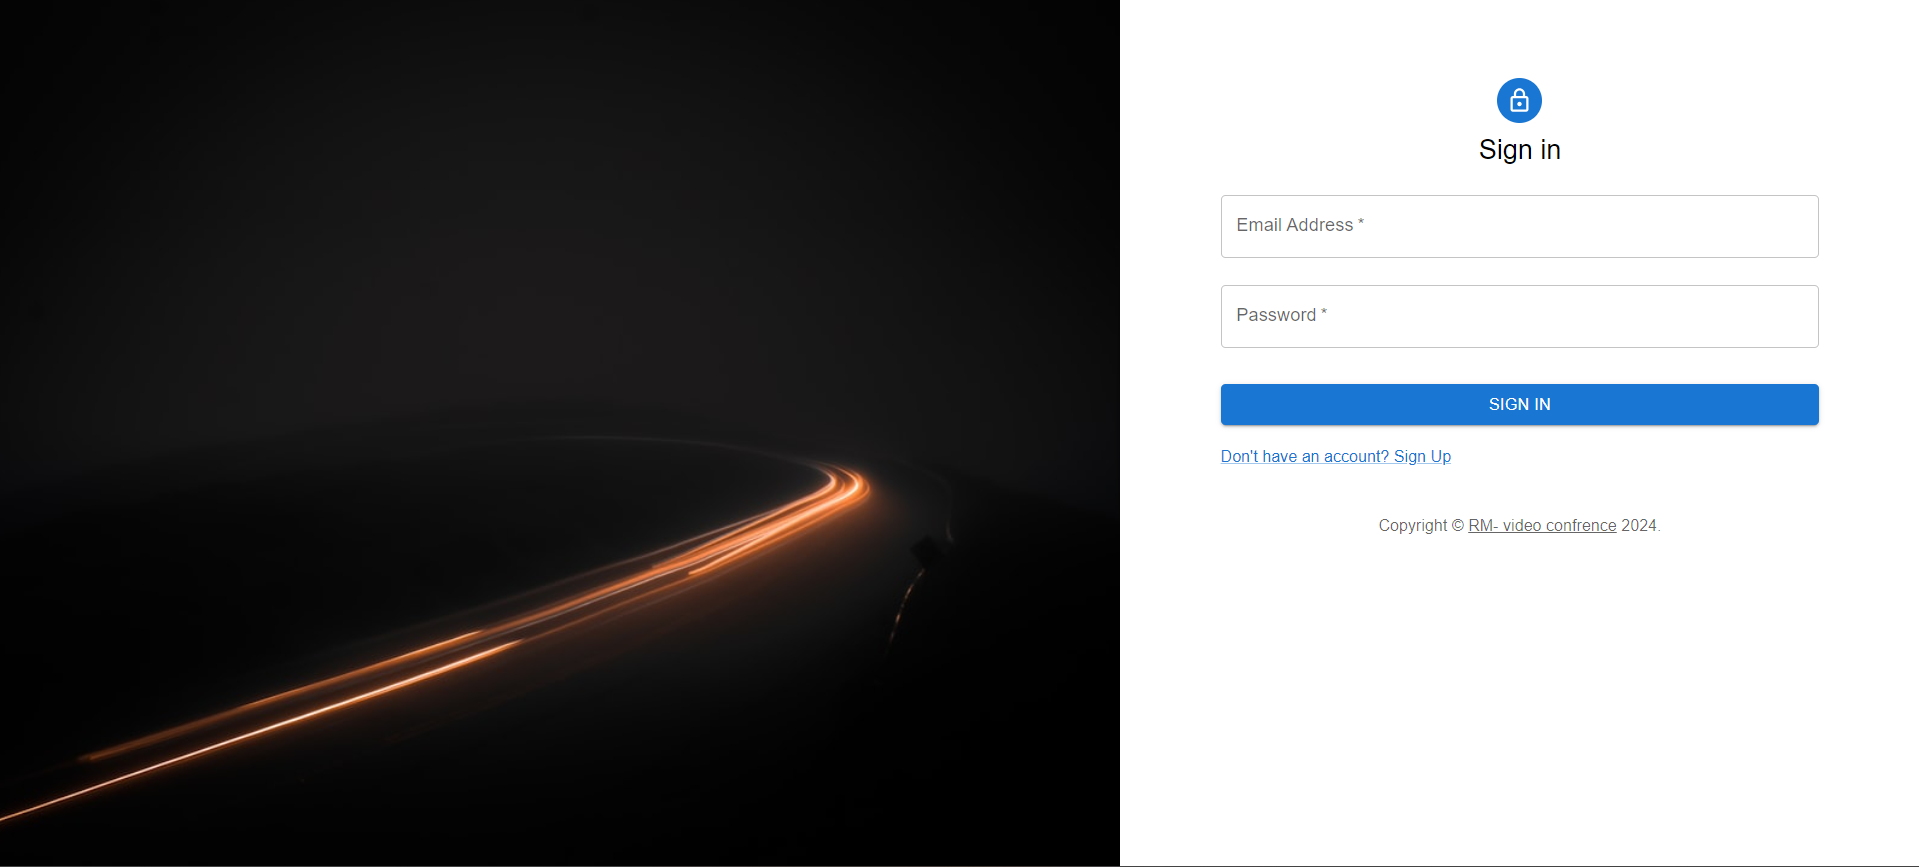 Sign in
Email Address *
Password *
SIGN IN
Don't have an account? Sign Up
Copyright © RM- video confrence 2024.